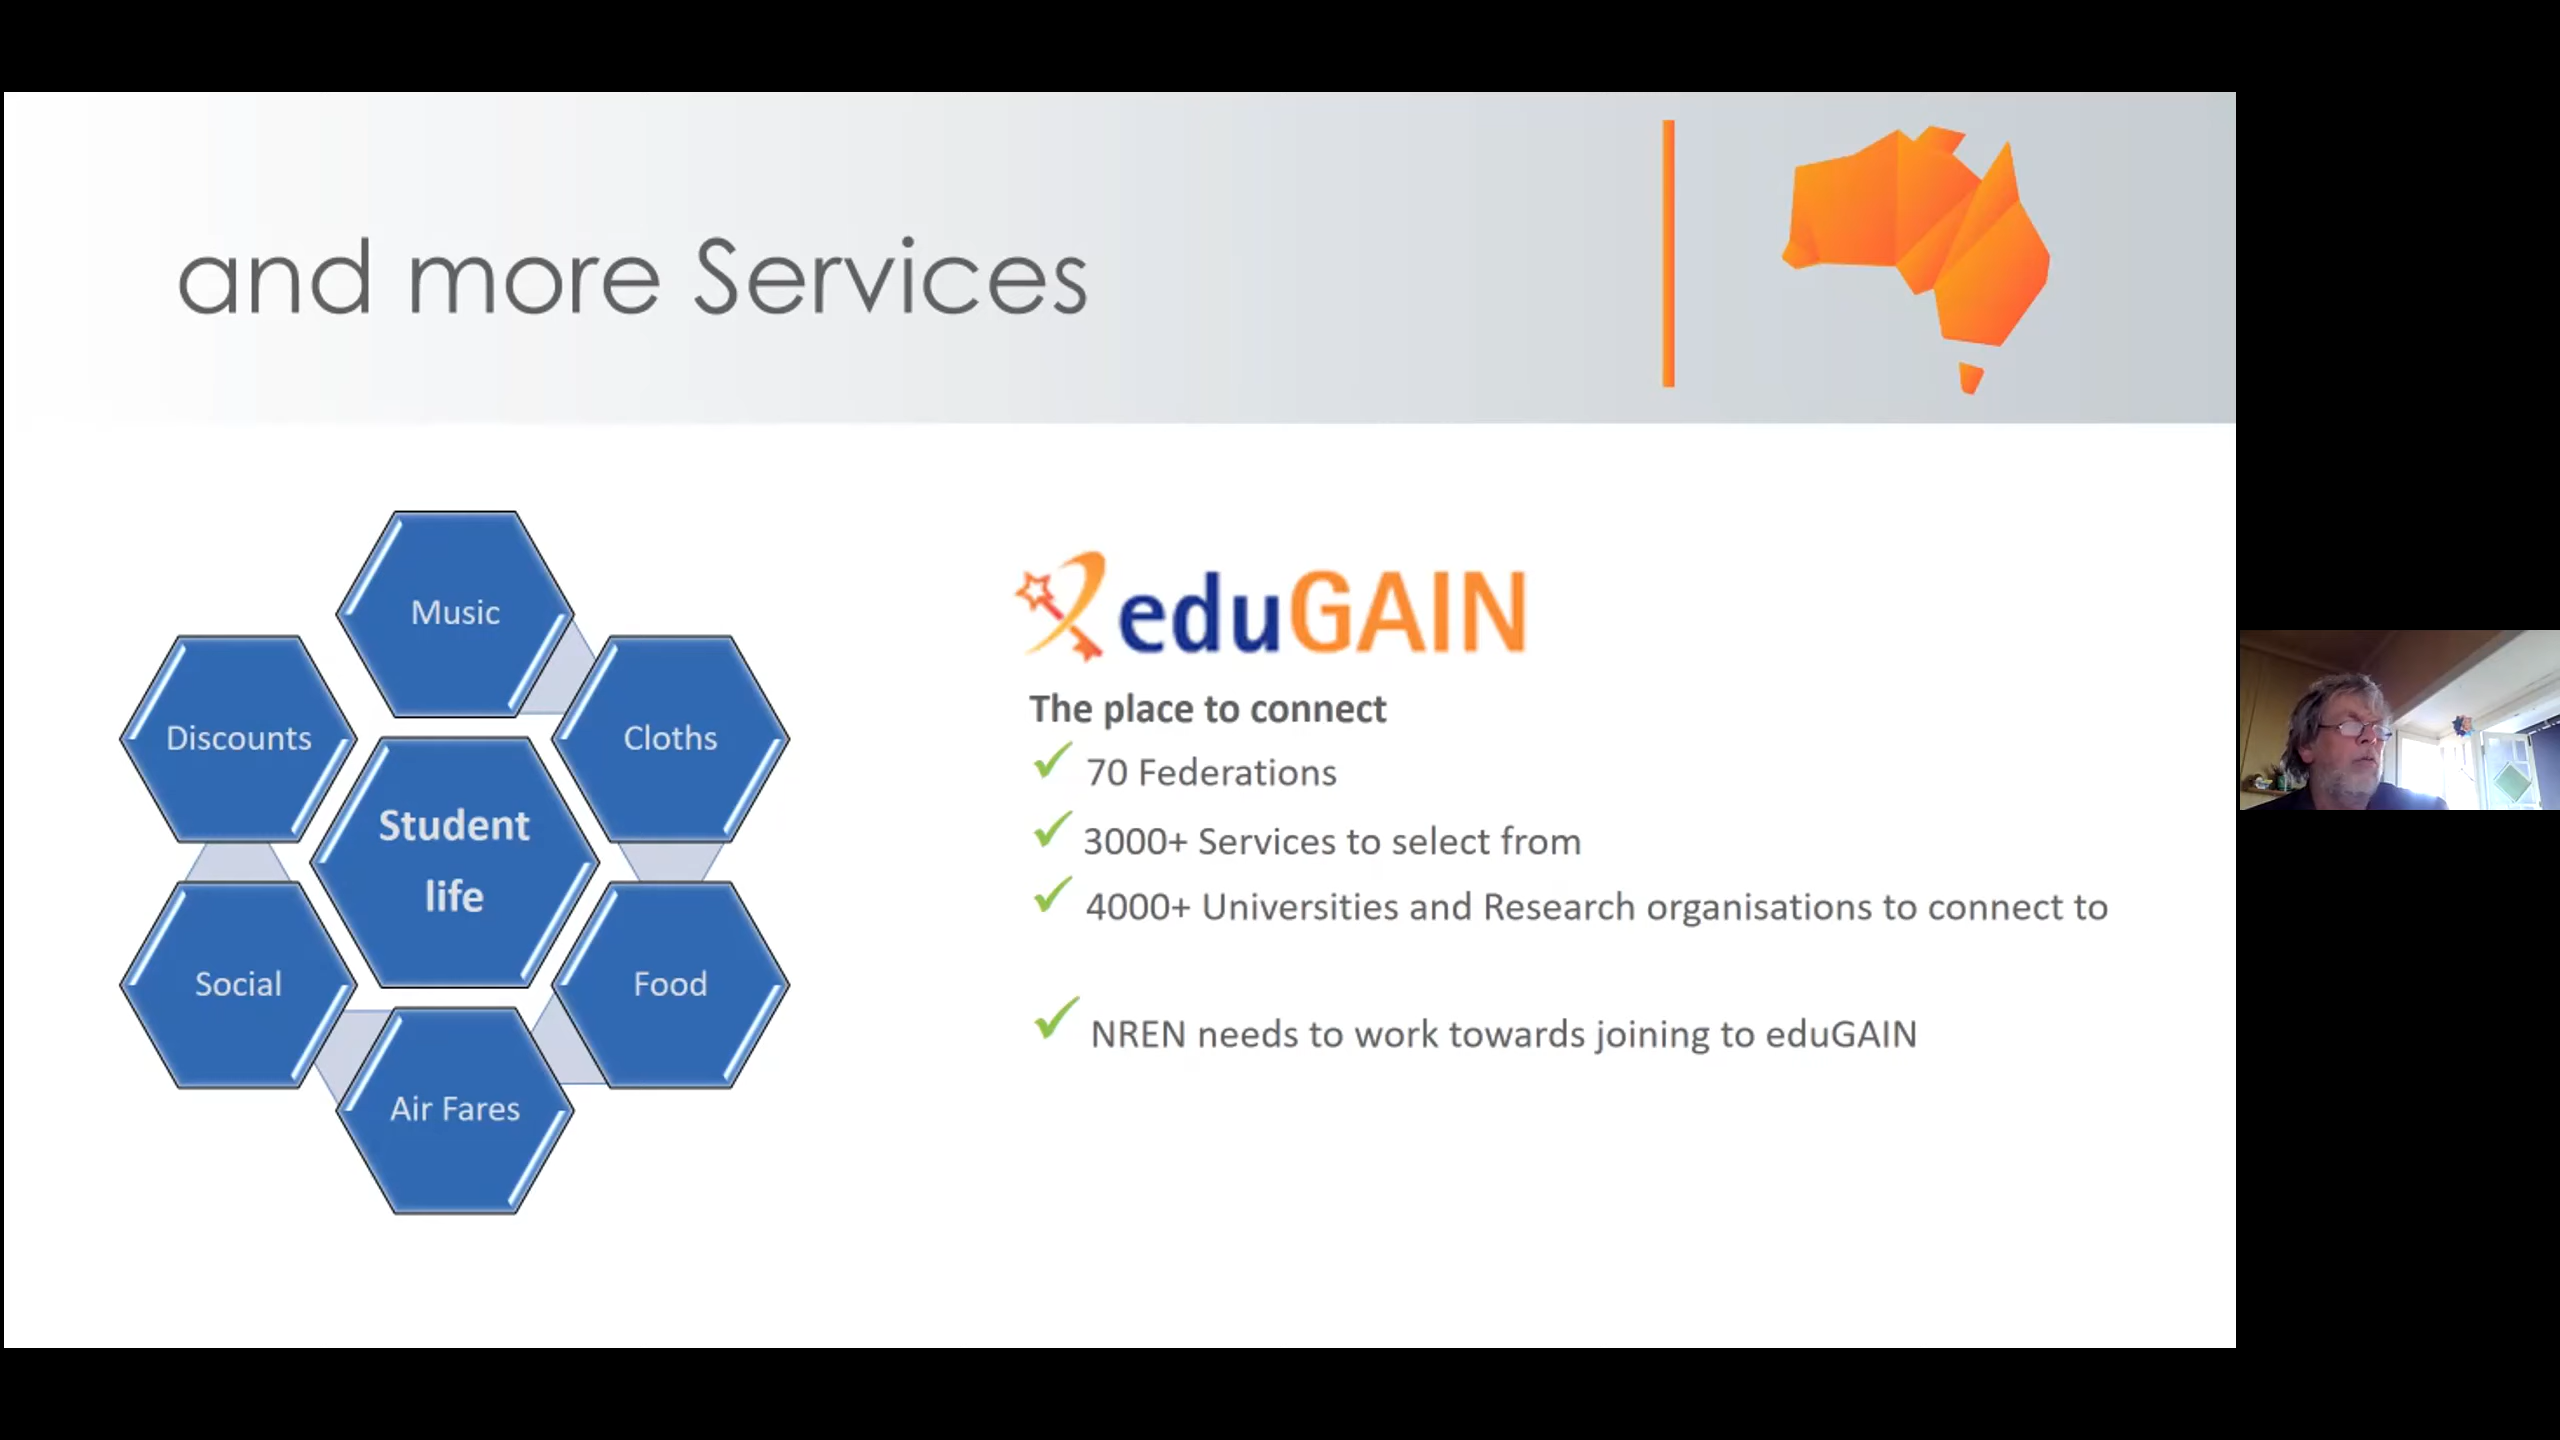 and more Services
Music
Discounts
Cloths
Student
life
Social
Food
Air Fares
eduGAIN
The place to connect
70 Federations
3000+ Services to select from
4000+ Universities and Research organisations to connect to
NREN needs to work towards joining to eduGAIN